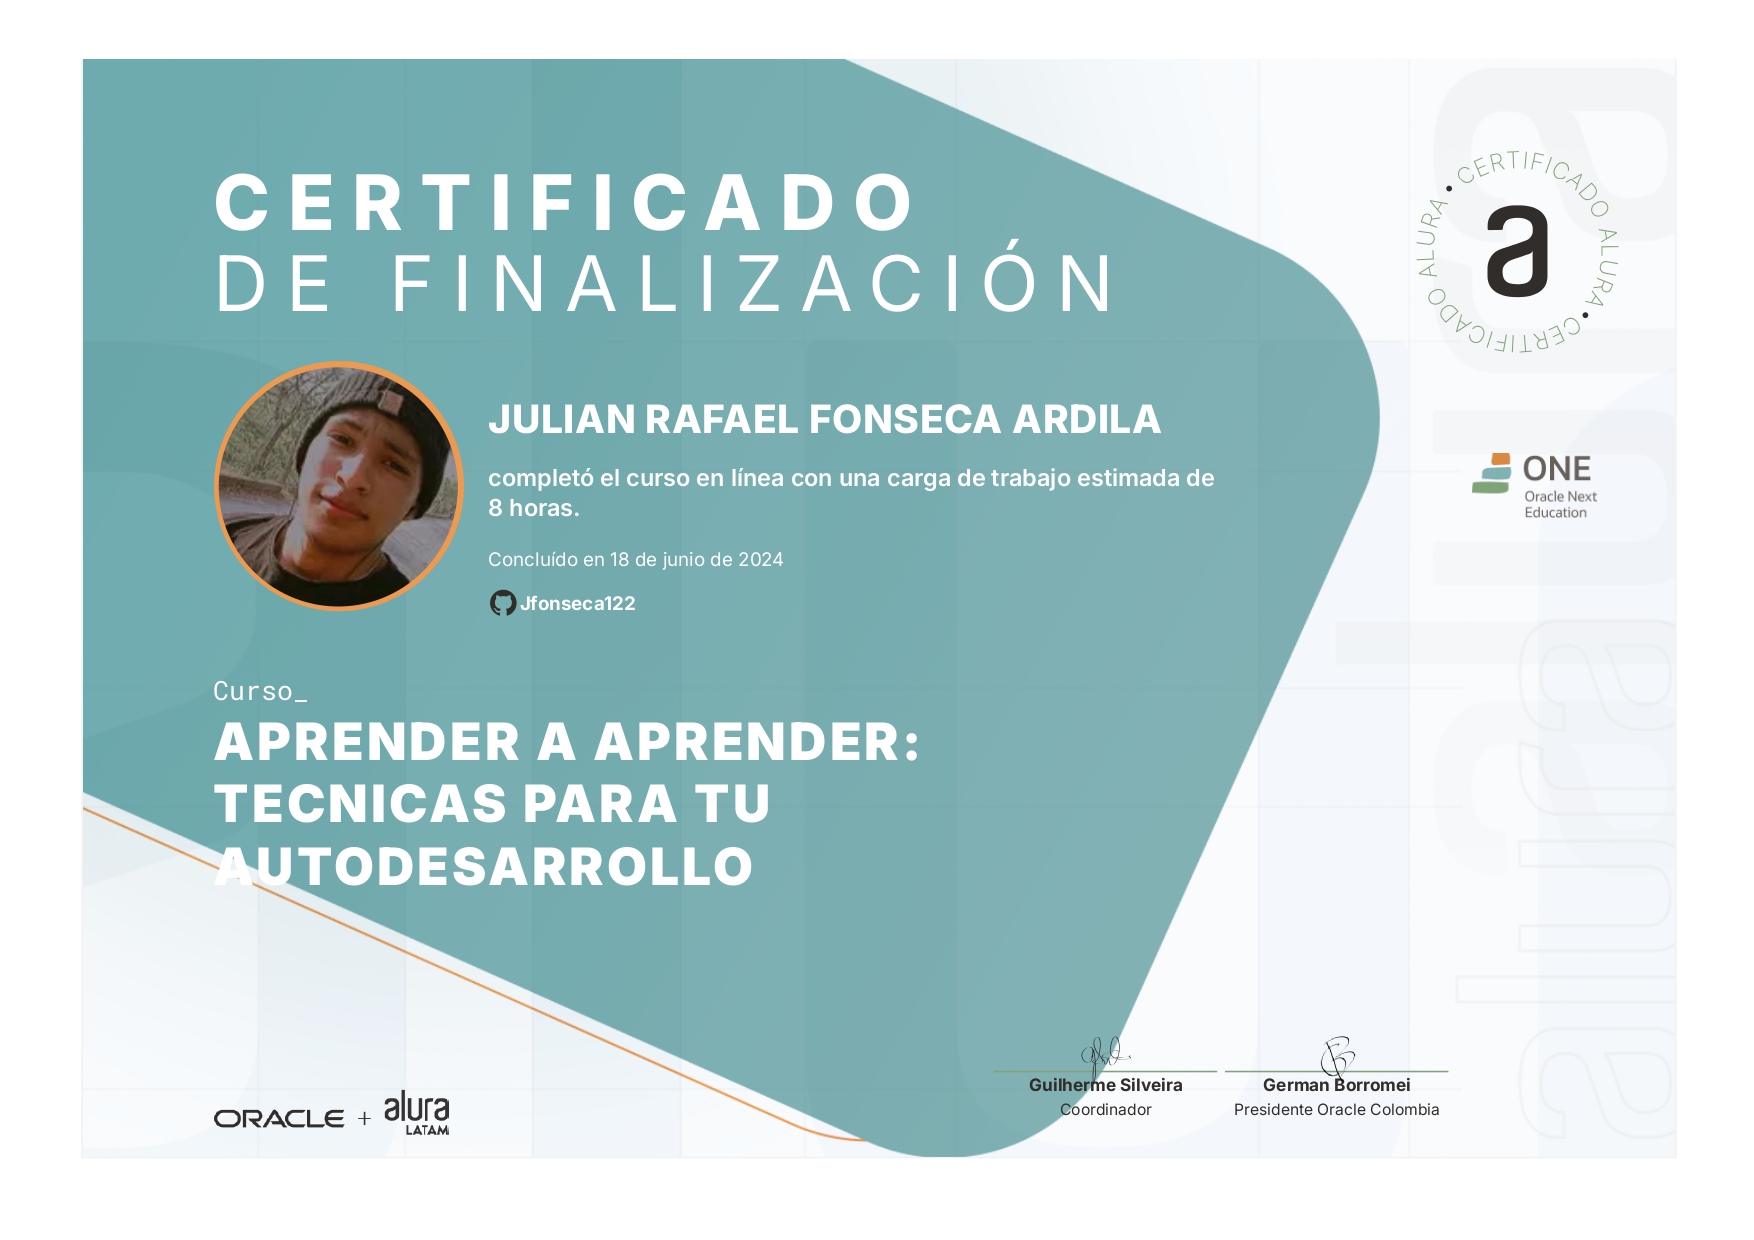 CERTIFICADO
DE FINALIZACIÓN
CERTIFICADO ALURA • CERTIFICADO ALURA •
a
JULIAN RAFAEL FONSECA ARDILA
completó el curso en línea con una carga de trabajo estimada de
8 horas.
Concluído en 18 de junio de 2024
Jfonseca122
ONE
Oracle Next
Education
Curso_
APRENDER A APRENDER:
TECNICAS PARA TU
AUTODESARROLLO
alura
alura
ORACLE + alura
LATAM
Guilherme Silveira
Coordinador
German Borromei
Presidente Oracle Colombia